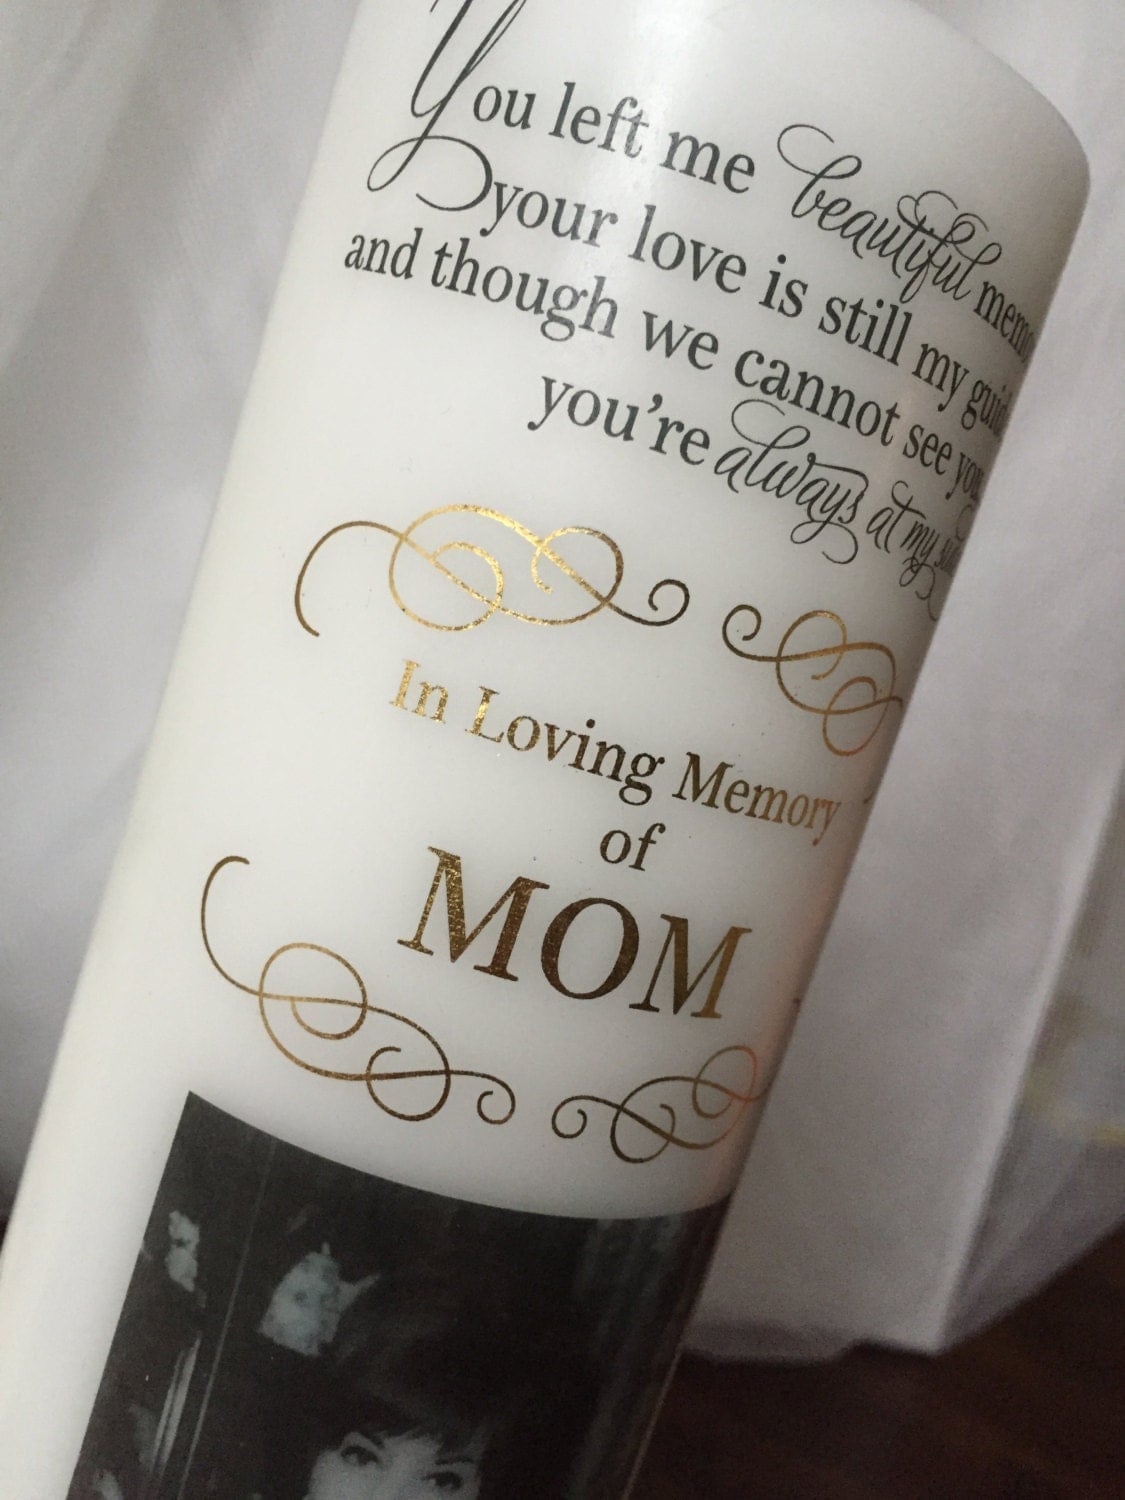 You left me beautiful
your love is still my
and though we cannot see
you're always at my
In Loving Memory
of
MOM